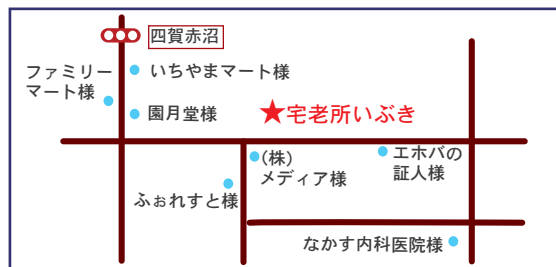 四賀赤沼
ファミリー
マート様
いちやまマート様
園月堂様
★宅老所いぶき
(株)
メディア様
エホバの
証人様
ふぉれすと様
なかす内科医院様